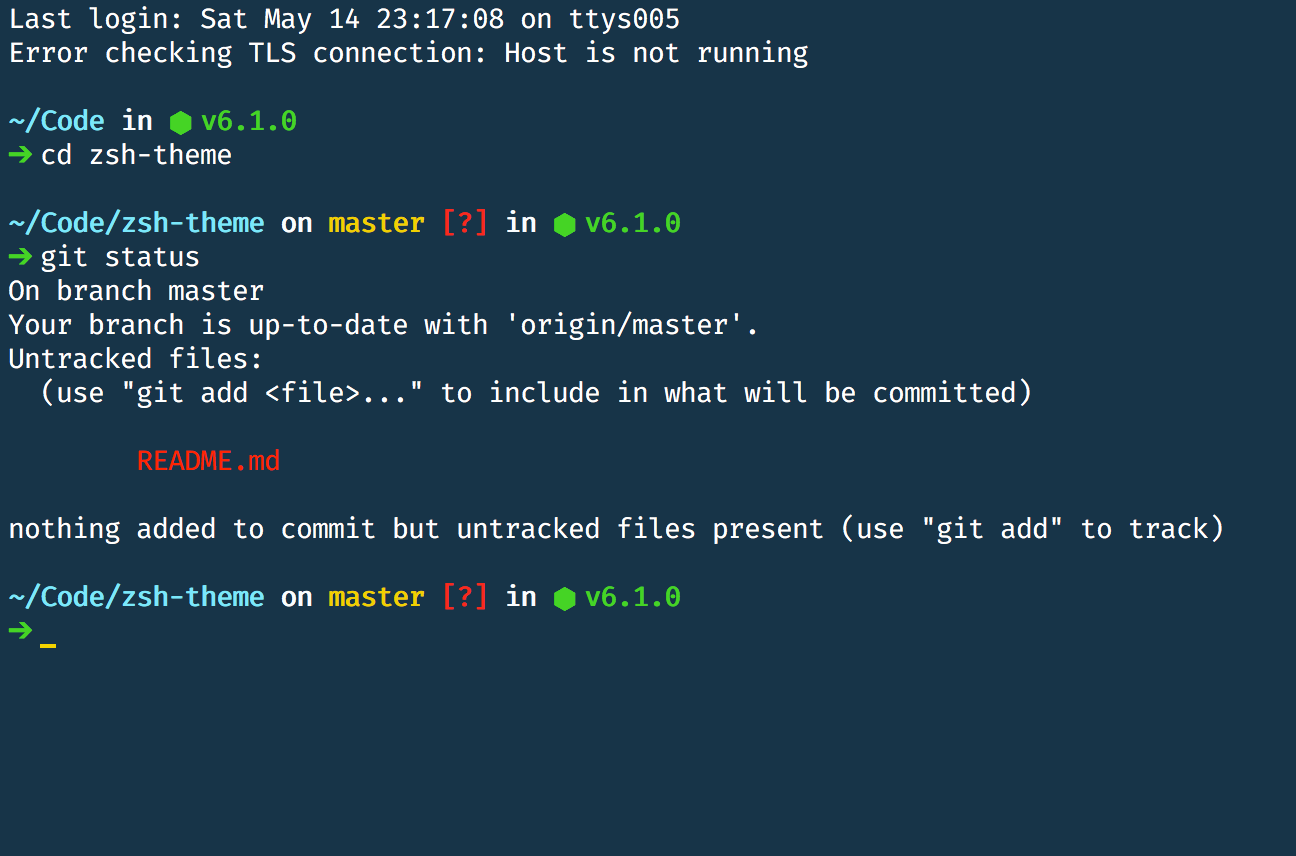 Last login: Sat May 14 23:17:08 on ttys005
Error checking TLS connection: Host is not running
~/Code in ⬢ v6.1.0
➔ cd zsh-theme
~/Code/zsh-theme on master [?] in ⬢ v6.1.0
➔ git status
On branch master
Your branch is up-to-date with 'origin/master'.
Untracked files:
(use "git add <file>..." to include in what will be committed)
README.md
nothing added to commit but untracked files present (use "git add" to track)
~/Code/zsh-theme on master [?] in ⬢ v6.1.0
➔ _